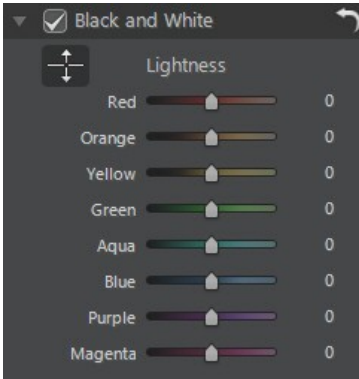 Black and White
Lightness
Red 0
Orange 0
Yellow 0
Green 0
Aqua 0
Blue 0
Purple 0
Magenta 0